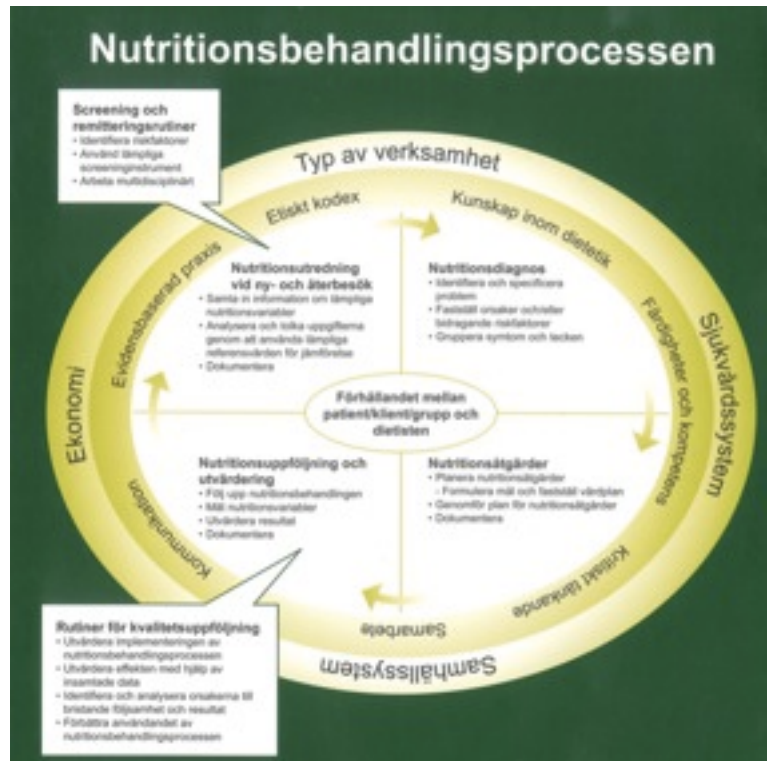 Nutritionsbehandlingsprocessen
Screening och
remitteringsrutiner
• Identifiera riskfaktorer
• Använd lämpliga
screeninginstrument
• Arbeta multidisciplinärt
Typ av verksamhet
Etiskt kodex
Kunskap inom dietetik
Evidensbaserad praxis
Färdigheter och kompetens
Sjukvårdssystem
Ekonomi
Nutritionsutredning
vid ny- och återbesök
• Samla in information om lämpliga
nutritionsvariabler
• Analysera och tolka uppgifterna
genom att använda lämpliga
referensvärden för jämförelse
• Dokumentera
Nutritionsdiagnos
• Identifiera och specificera
problem
• Fastställ orsaker och/eller
bidragande riskfaktorer
• Gruppera symtom och tecken
Förhållandet mellan
patient/klient/grupp och
dietisten
Nutritionsuppföljning och
utvärdering
• Följ upp nutritionsbehandlingen
• Mät nutritionsvariabler
• Utvärdera resultat
• Dokumentera
Nutritionsåtgärder
• Planera nutritionsåtgärder
- Formulera mål och fastställ vårdplan
• Genomför plan för nutritionsåtgärder
• Dokumentera
Kommunikation
Kritiskt tänkande
Samarbete
Samhällssystem
Rutiner för kvalitetsuppföljning
• Utvärdera implementeringen av
nutritionsbehandlingsprocessen
• Utvärdera effekten med hjälp av
insamlade data
• Identifiera och analysera orsakerna till
bristande följsamhet och resultat
• Förbättra användandet av
nutritionsbehandlingsprocessen